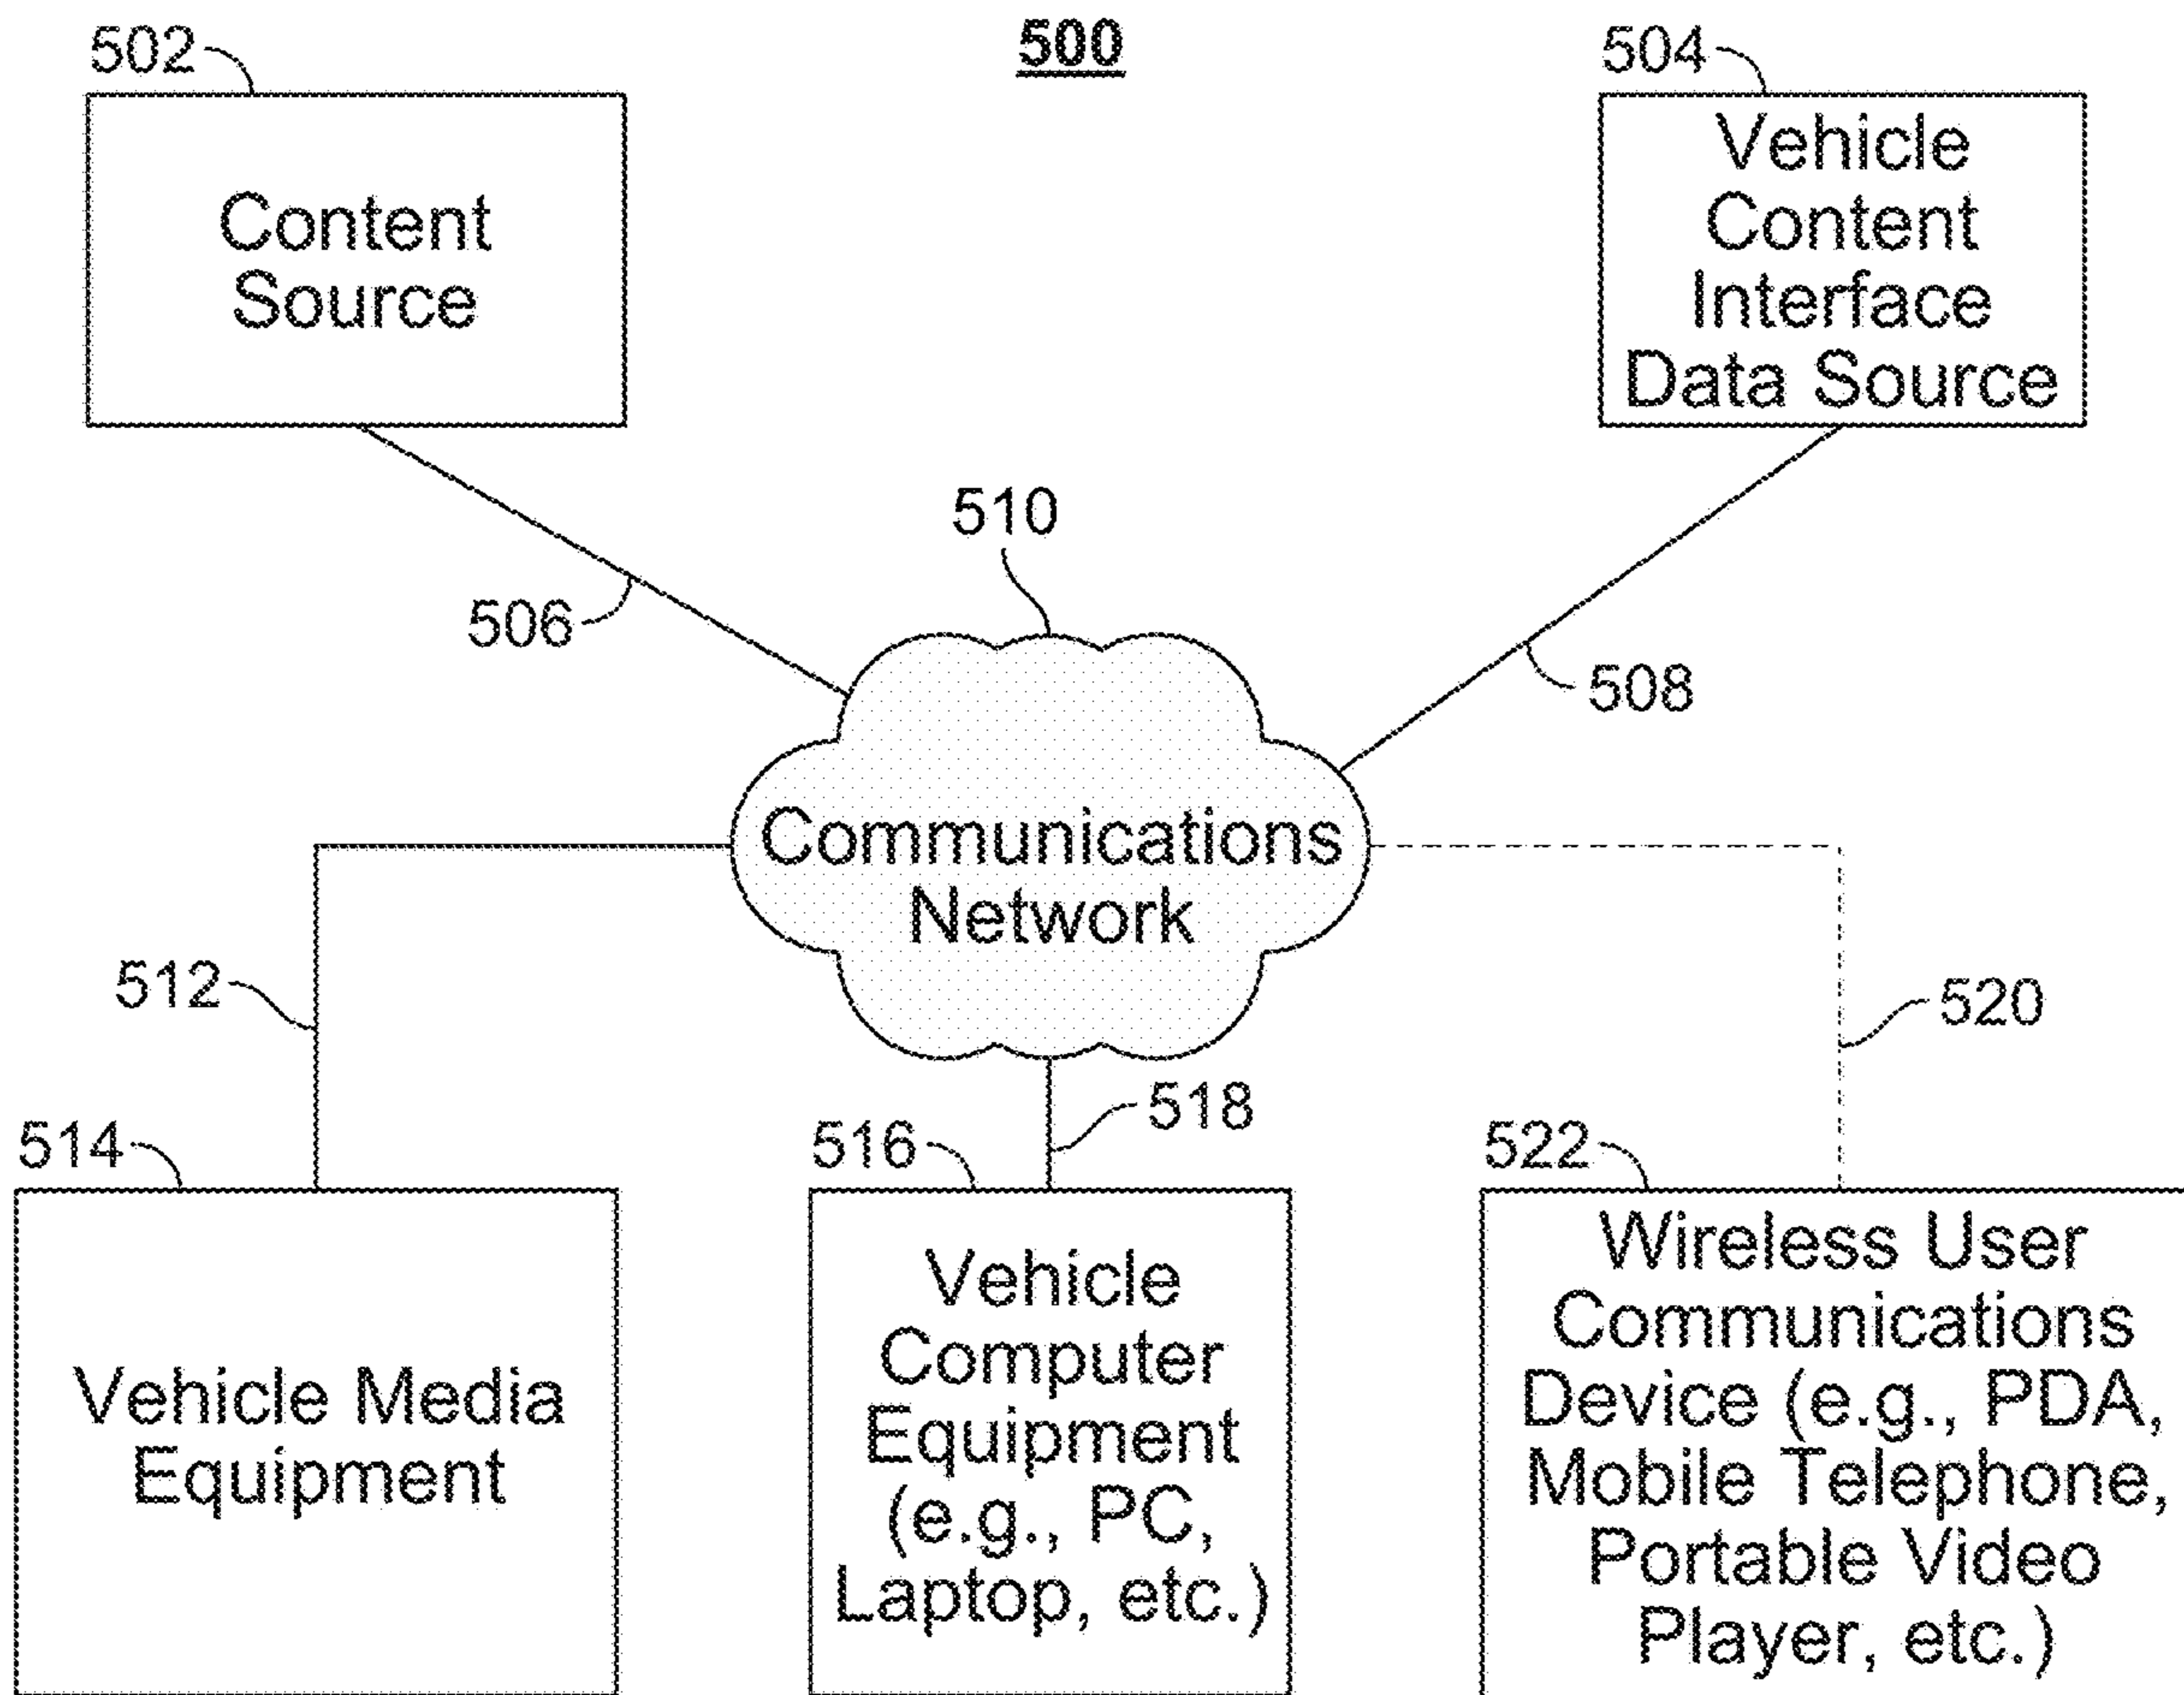 500
502
504
Content
Source
Vehicle
Content
Interface
Data Source
510
506
508
Communications
Network
512
520
518
514
516
522
Vehicle Media
Equipment
Vehicle
Computer
Equipment
(e.g., PC,
Laptop, etc.)
Wireless User
Communications
Device (e.g., PDA,
Mobile Telephone,
Portable Video
Player, etc.)